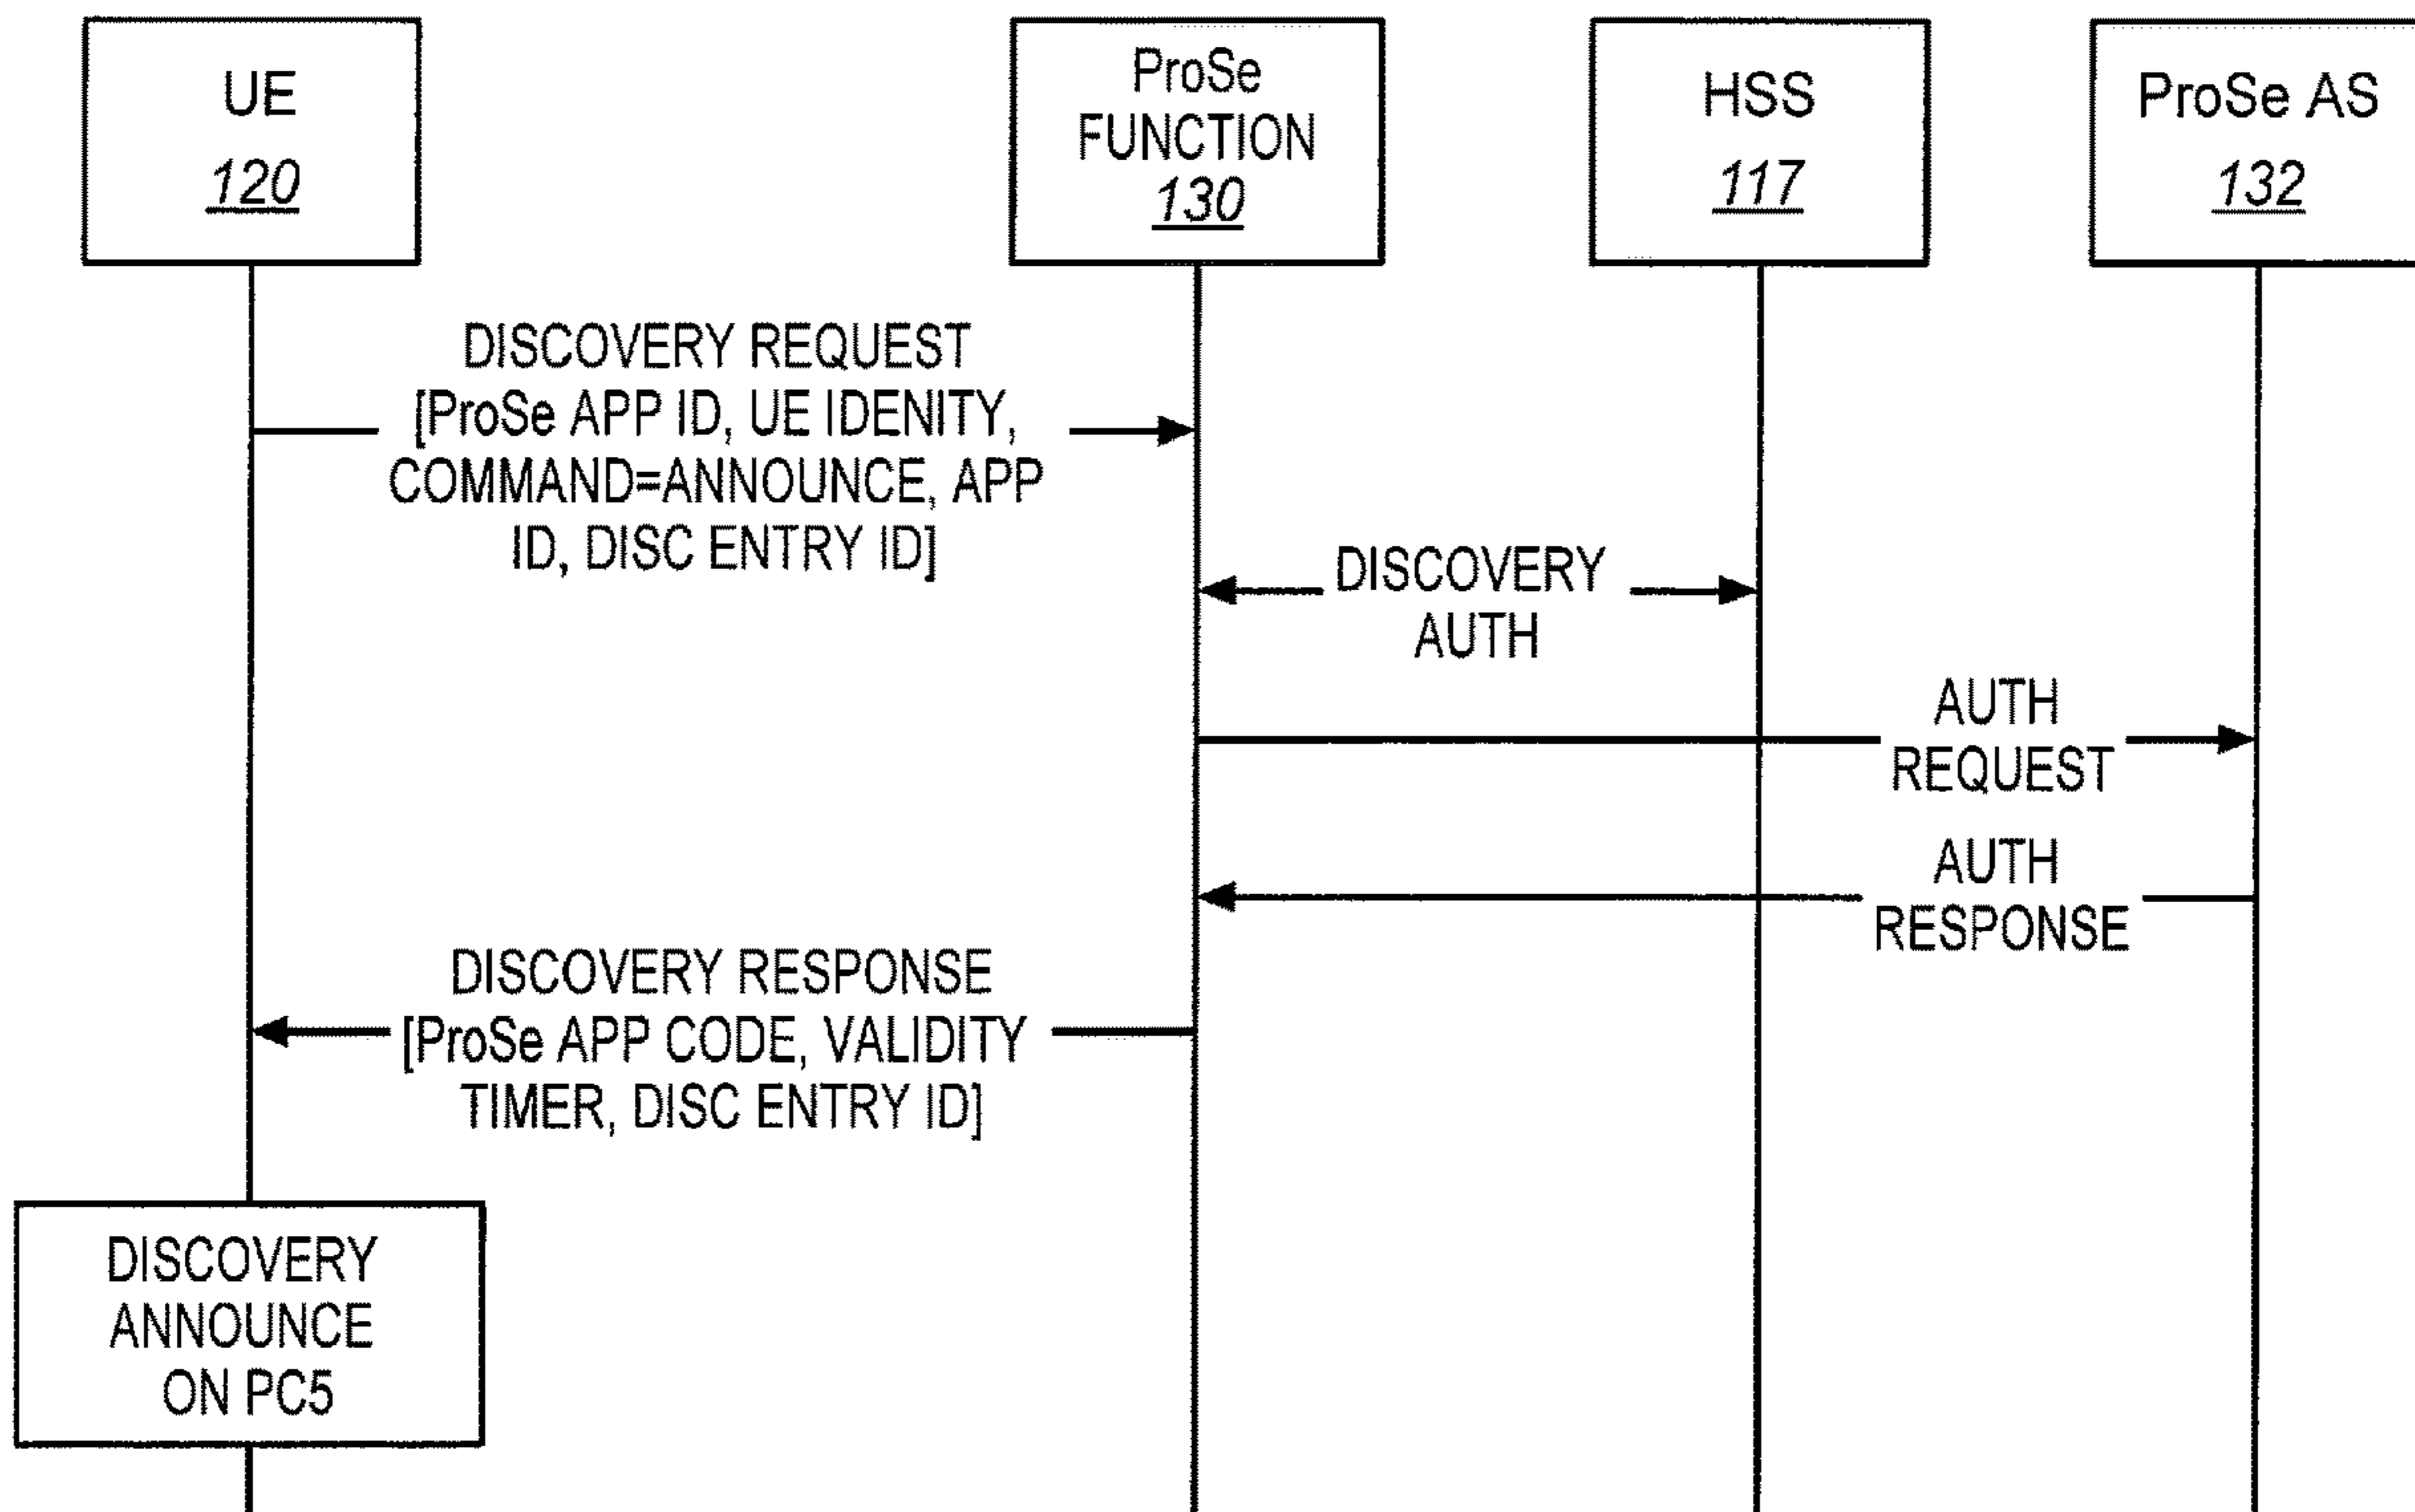 UE
120
ProSe
FUNCTION
130
HSS
117
ProSe AS
132
DISCOVERY REQUEST
[ProSe APP ID, UE IDENITY,
COMMAND=ANNOUNCE, APP
ID, DISC ENTRY ID]
DISCOVERY
AUTH
AUTH
REQUEST
AUTH
RESPONSE
DISCOVERY RESPONSE
[ProSe APP CODE, VALIDITY
TIMER, DISC ENTRY ID]
DISCOVERY
ANNOUNCE
ON PC5